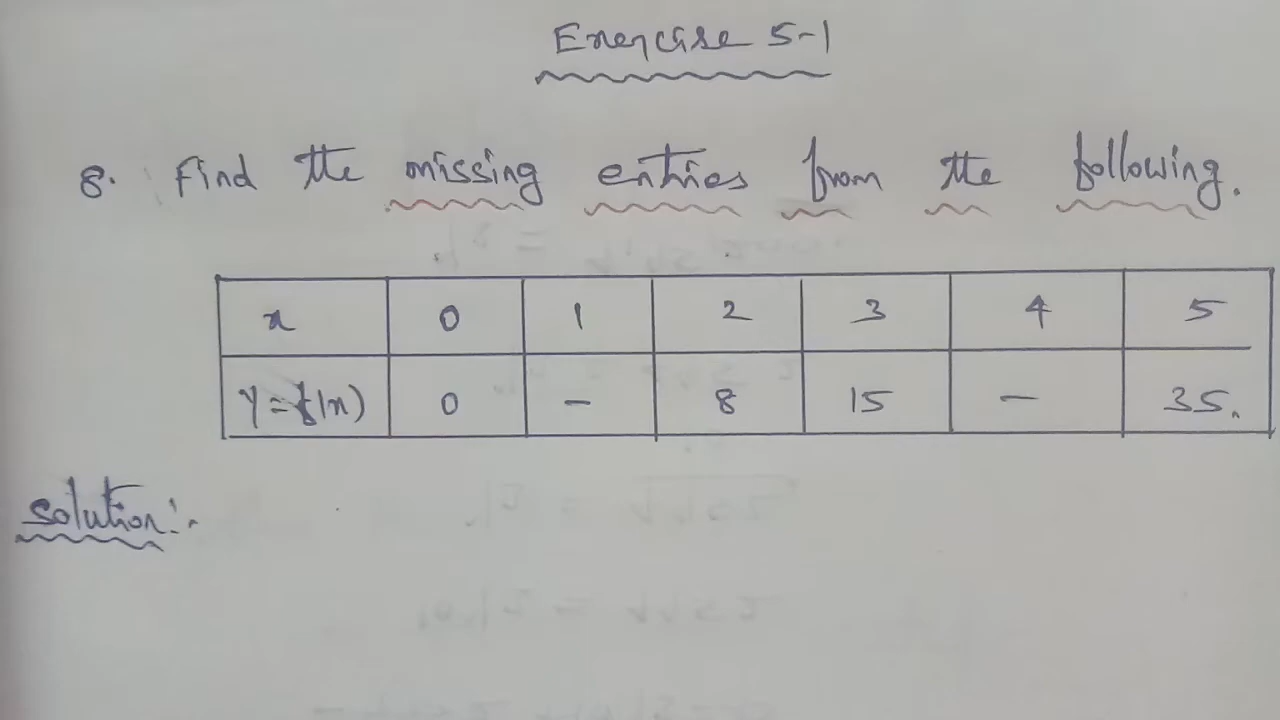 Exercise 5-1
8. Find the missing entries from the following.
x 0 1 2 3 4 5
y=f(x) 0 - 8 15 - 35.
Solution:-